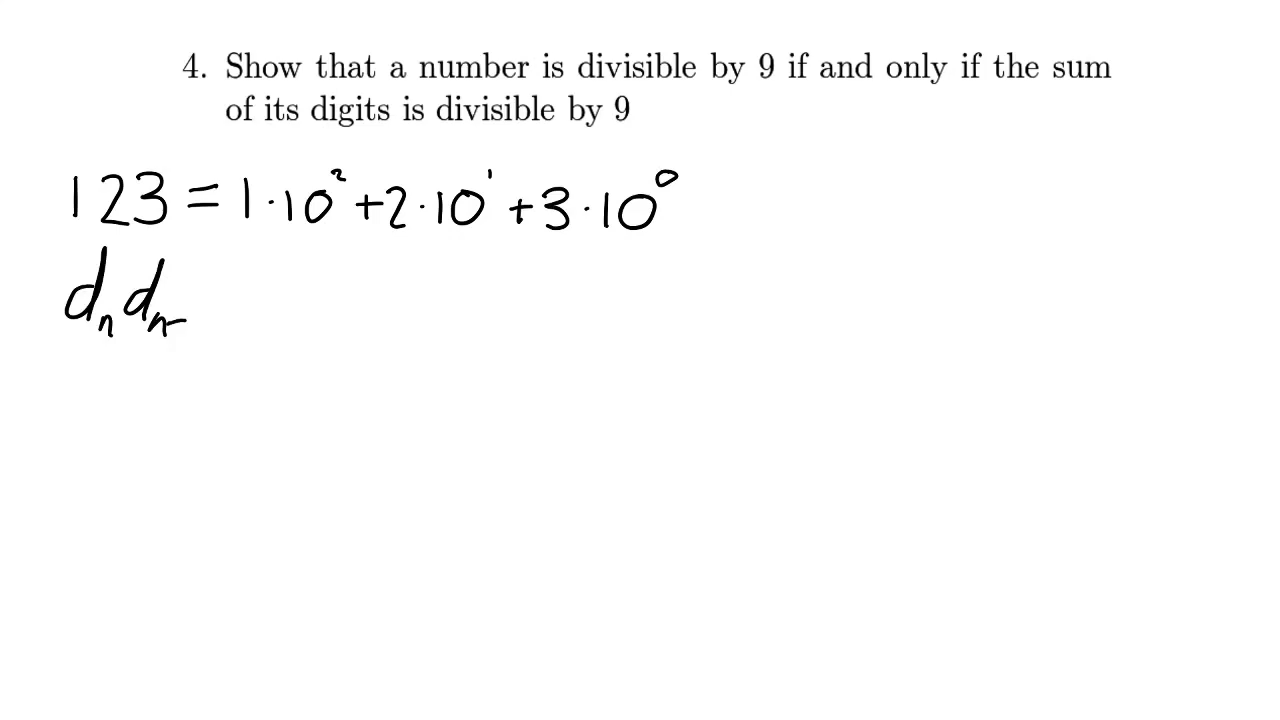 4. Show that a number is divisible by 9 if and only if the sum
of its digits is divisible by 9
123 = 1·10² + 2·10¹ + 3·10⁰
dₙdₙ₋